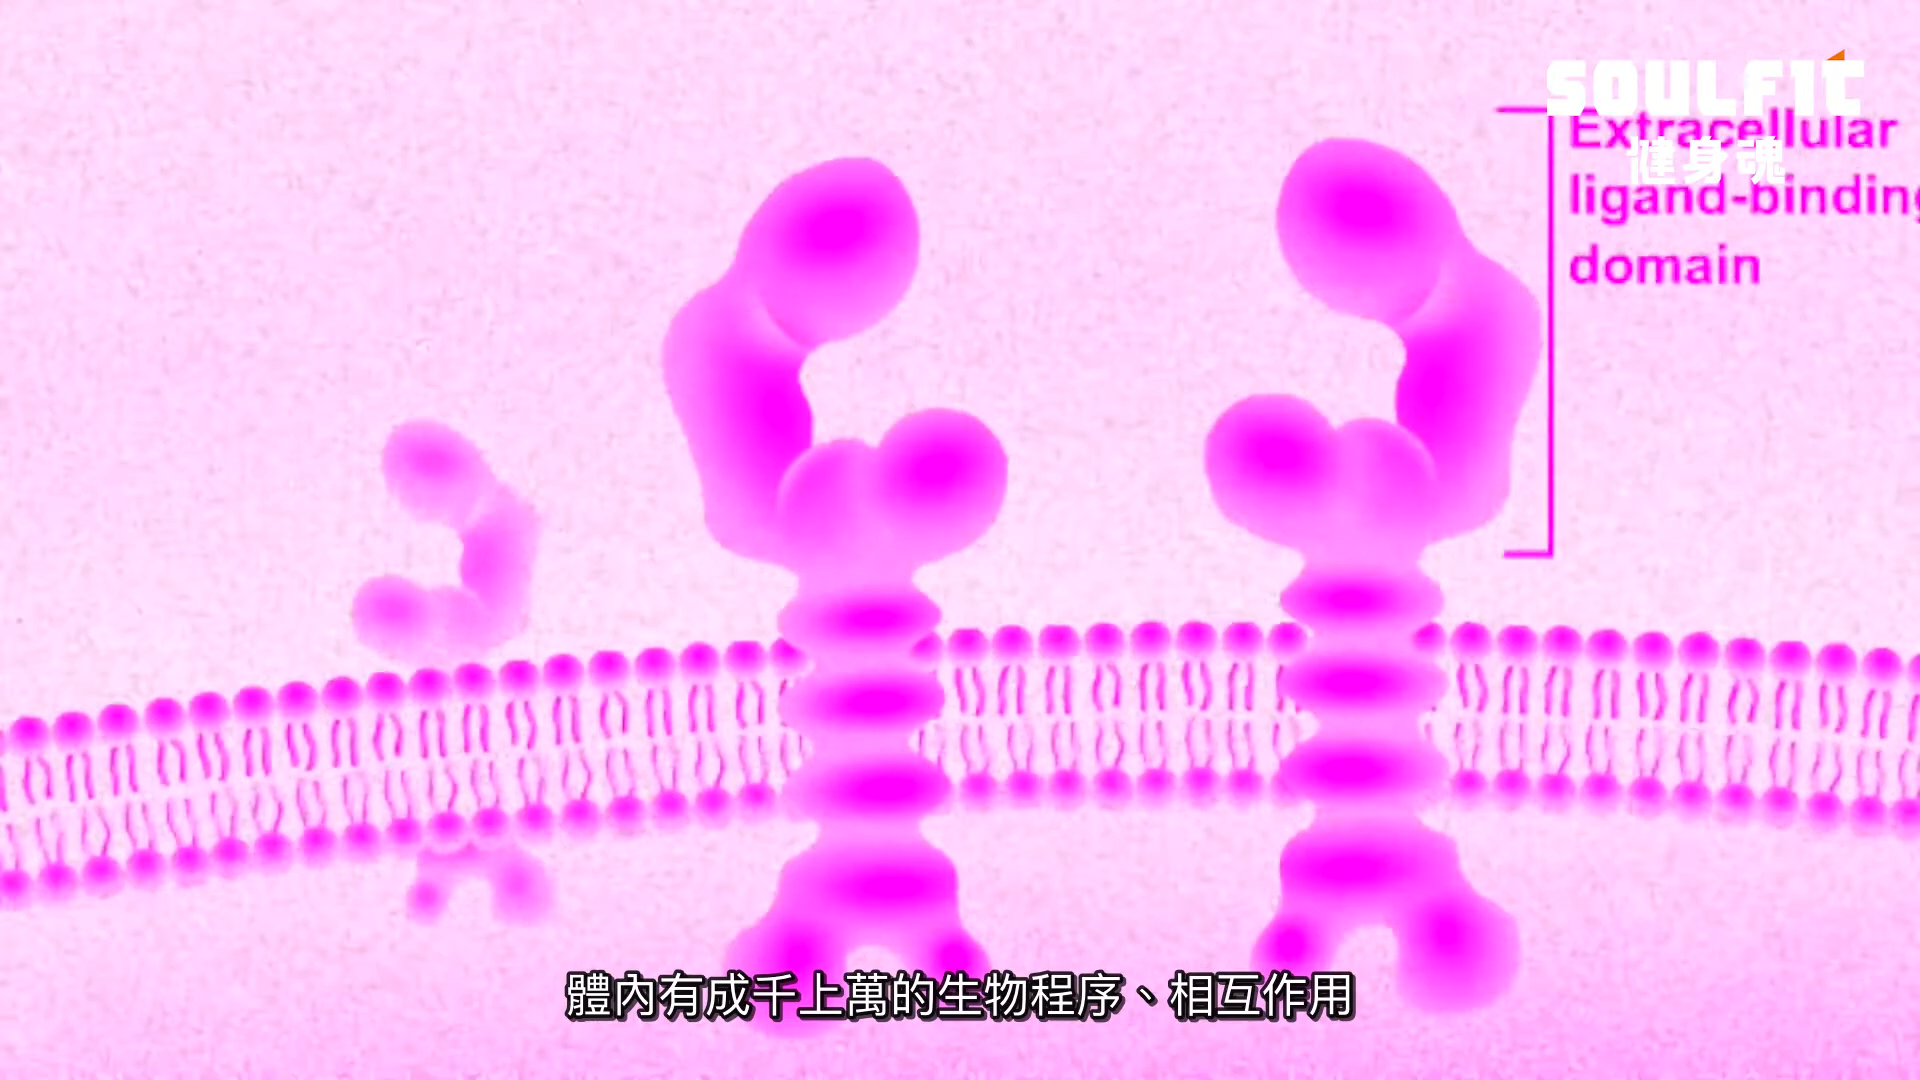 SOULFIT
健身魂
Extracellular
ligand-binding
domain
體內有成千上萬的生物程序、相互作用